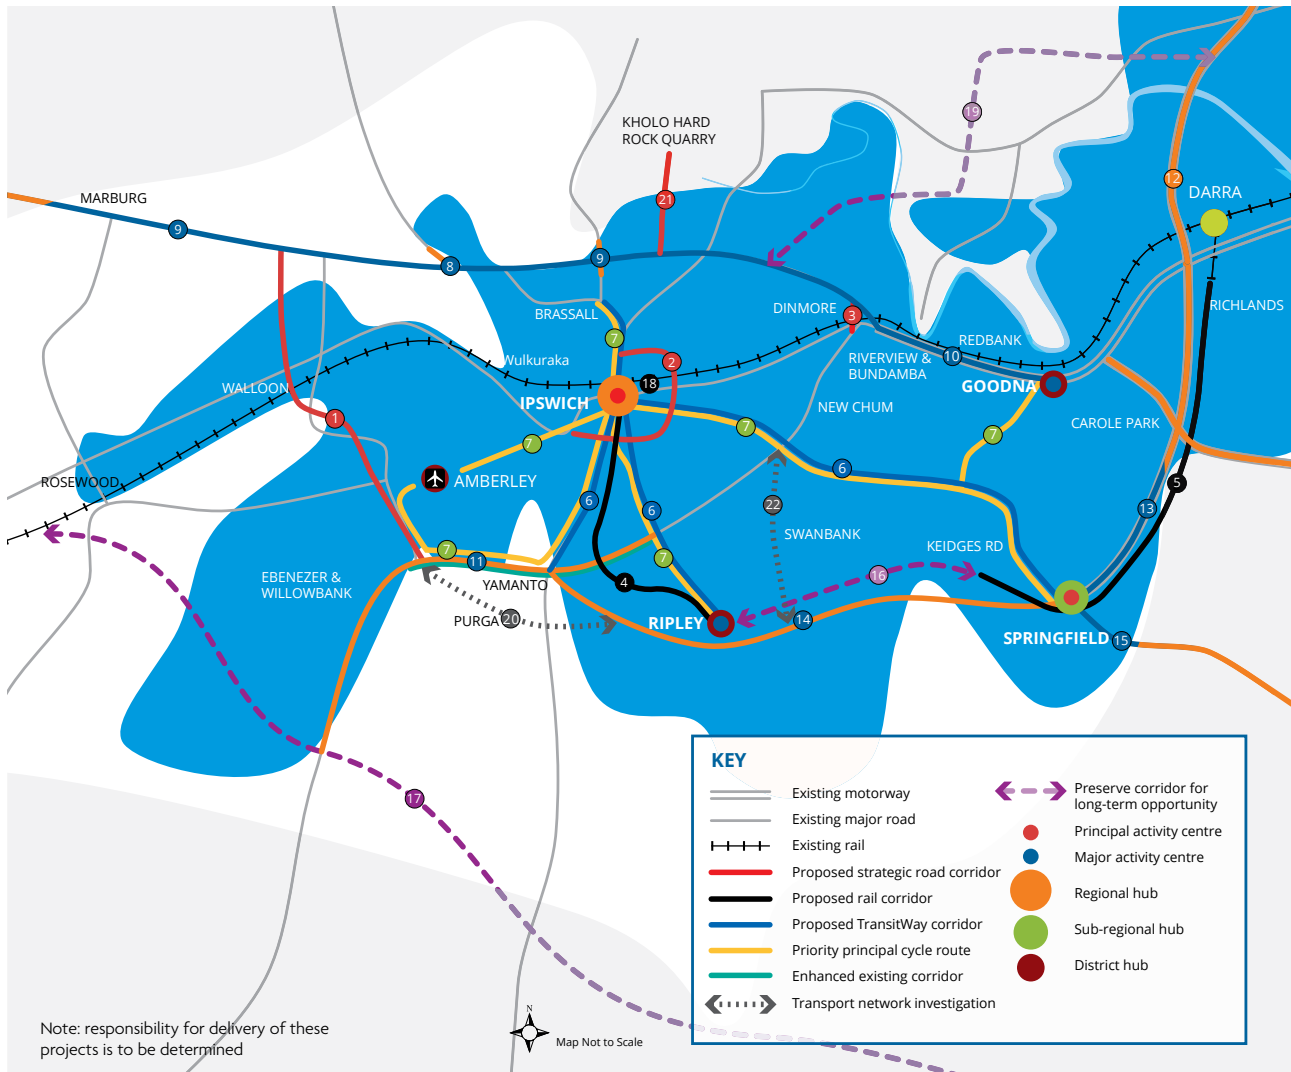 KHOLO HARD
ROCK QUARRY
19
12
DARRA
MARBURG
21
9
8
9
RICHLANDS
DINMORE
3
BRASSALL
7
REDBANK
10
Wulkuraka
2
RIVERVIEW &
BUNDAMBA
18
GOODNA
WALLOON
IPSWICH
NEW CHUM
1
7
7
7
CAROLE PARK
6
ROSEWOOD
AMBERLEY
5
6
6
22
13
SWANBANK
KEIDGES RD
7
11
7
16
EBENEZER &
WILLOWBANK
YAMANTO
4
PURGA
20
RIPLEY
14
SPRINGFIELD
15
17
KEY
Existing motorway
Existing major road
Existing rail
Proposed strategic road corridor
Proposed rail corridor
Proposed TransitWay corridor
Priority principal cycle route
Enhanced existing corridor
Transport network investigation
Preserve corridor for
long-term opportunity
Principal activity centre
Major activity centre
Regional hub
Sub-regional hub
District hub
Note: responsibility for delivery of these
projects is to be determined
N
Map Not to Scale